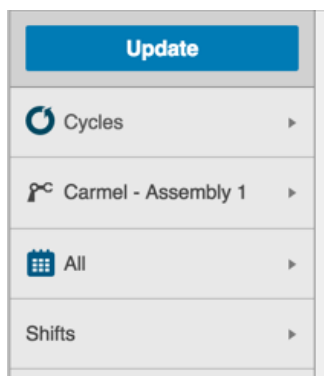 Update
Cycles
Carmel - Assembly 1
All
Shifts